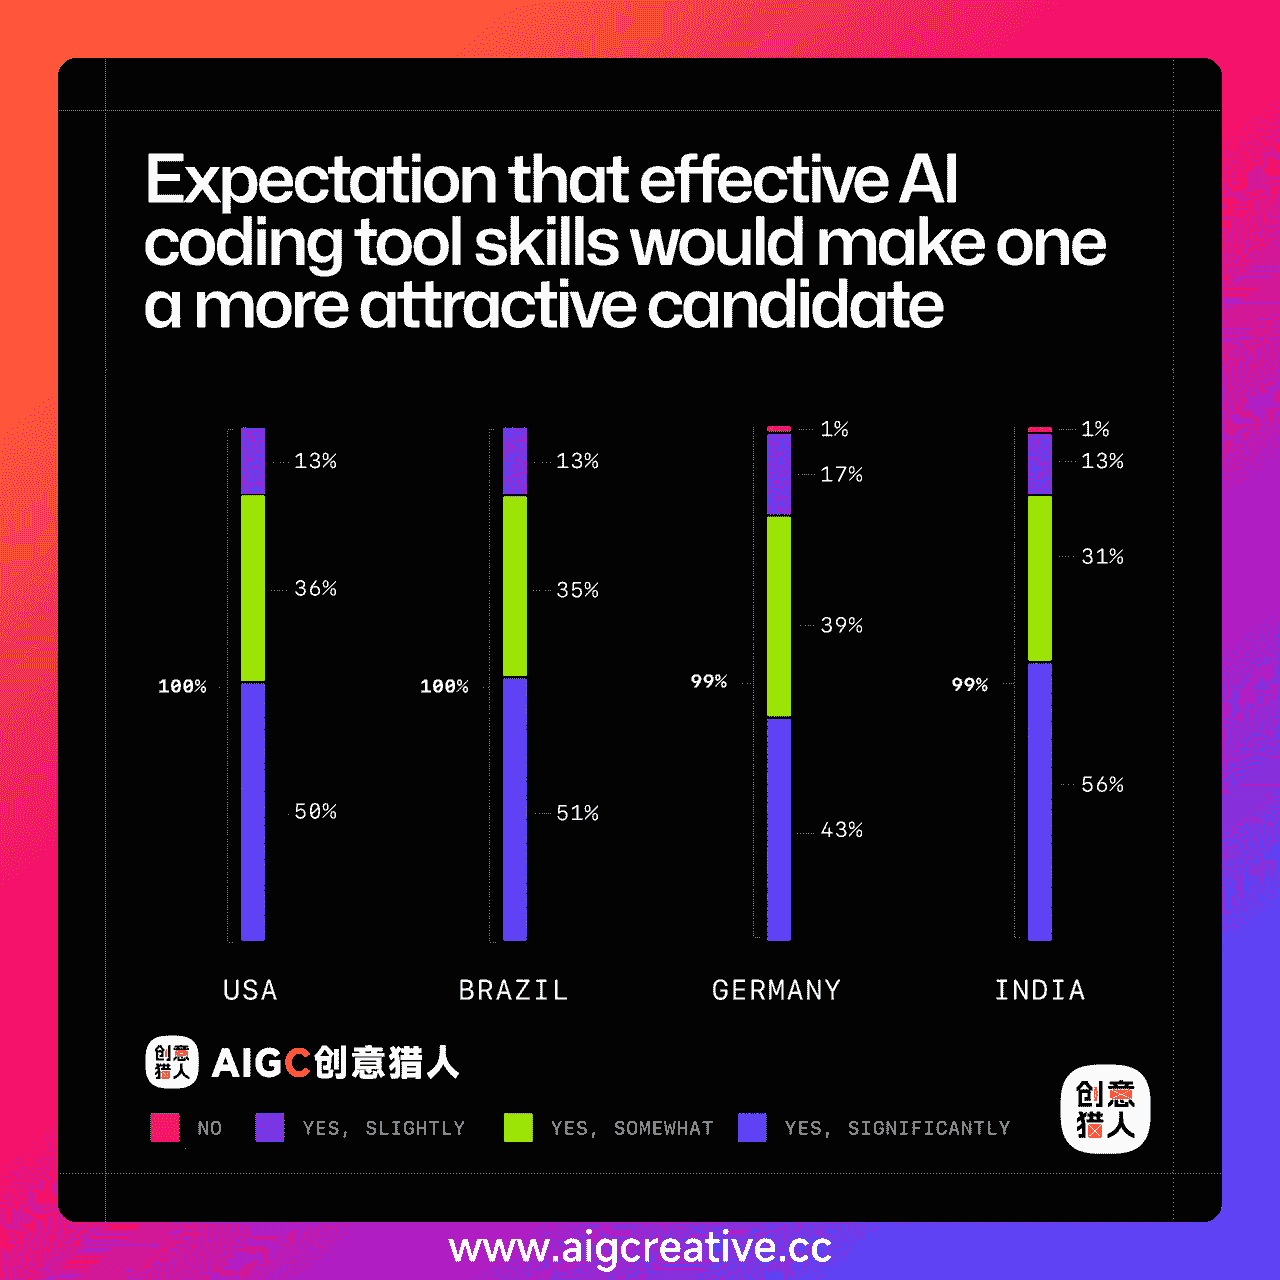 Expectation that effective AI
coding tool skills would make one
a more attractive candidate
13%
36%
100%
50%
USA
13%
35%
100%
51%
BRAZIL
1%
17%
39%
99%
43%
GERMANY
1%
13%
31%
99%
56%
INDIA
创意
猎人
AIGC创意猎人
NO
YES, SLIGHTLY
YES, SOMEWHAT
YES, SIGNIFICANTLY
创意
猎人
www.aigcreative.cc